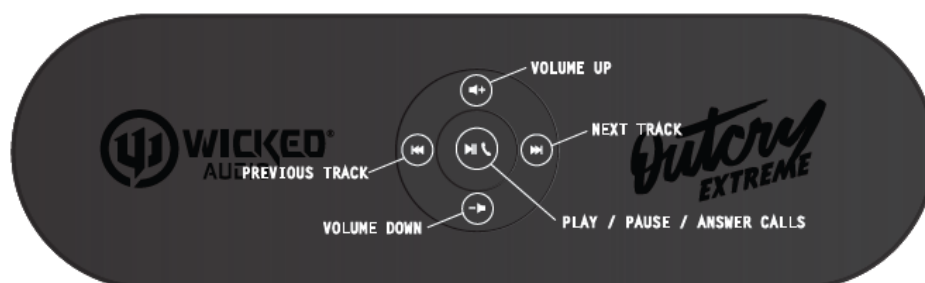 VOLUME UP
WICKED®
AUDIO
NEXT TRACK
Outcry
EXTREME
PREVIOUS TRACK
VOLUME DOWN
PLAY / PAUSE / ANSWER CALLS